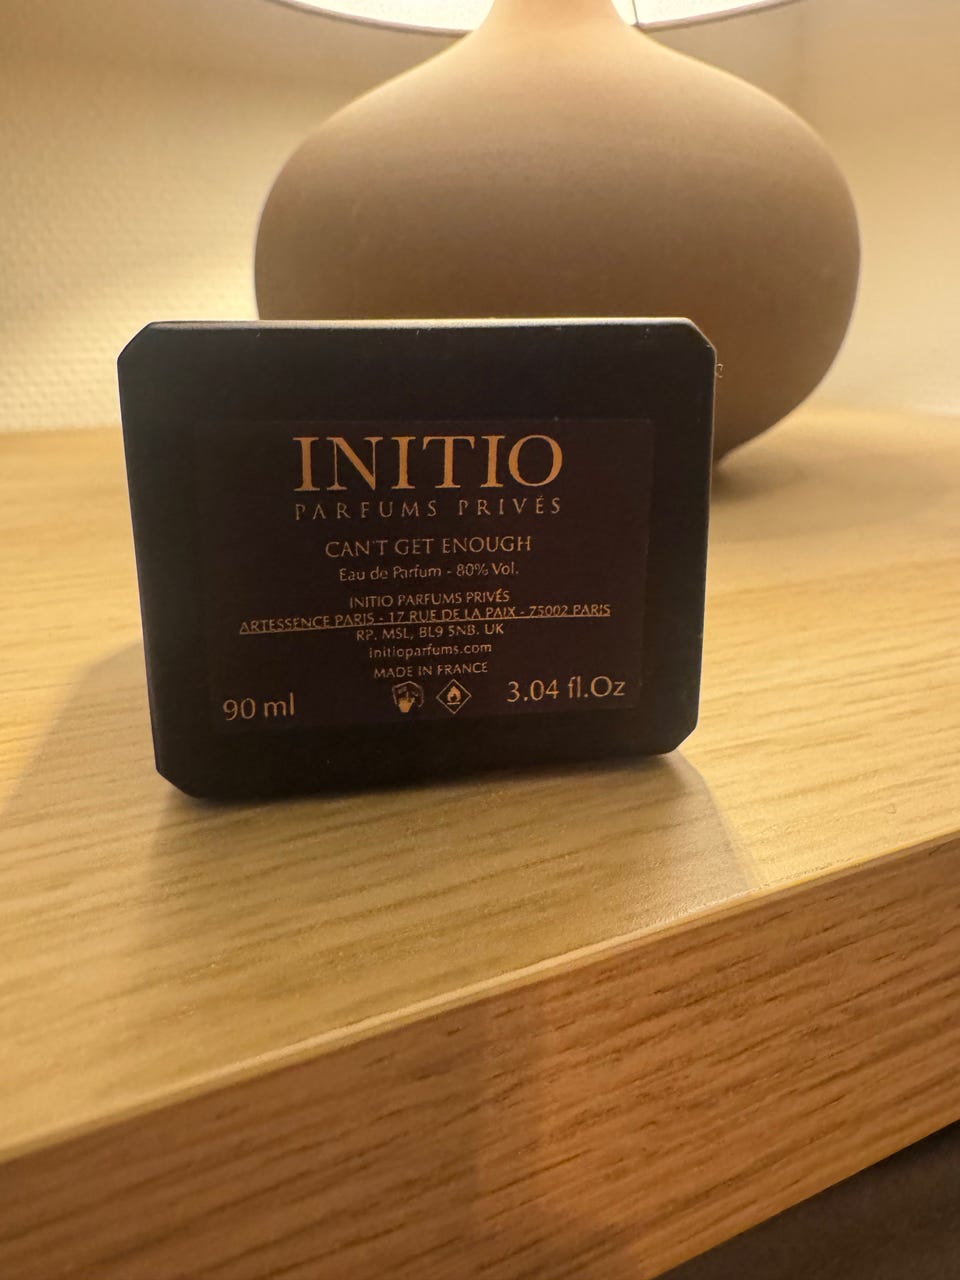 INITIO
PARFUMS PRIVÉS
CAN'T GET ENOUGH
Eau de Parfum - 80% Vol.
INITIO PARFUMS PRIVÉS
ARTESSENCE PARIS - 17 RUE DE LA PAIX - 75002 PARIS
RP. MSL, BL9 5NB. UK
initioparfums.com
MADE IN FRANCE
90 ml 3.04 fl.Oz